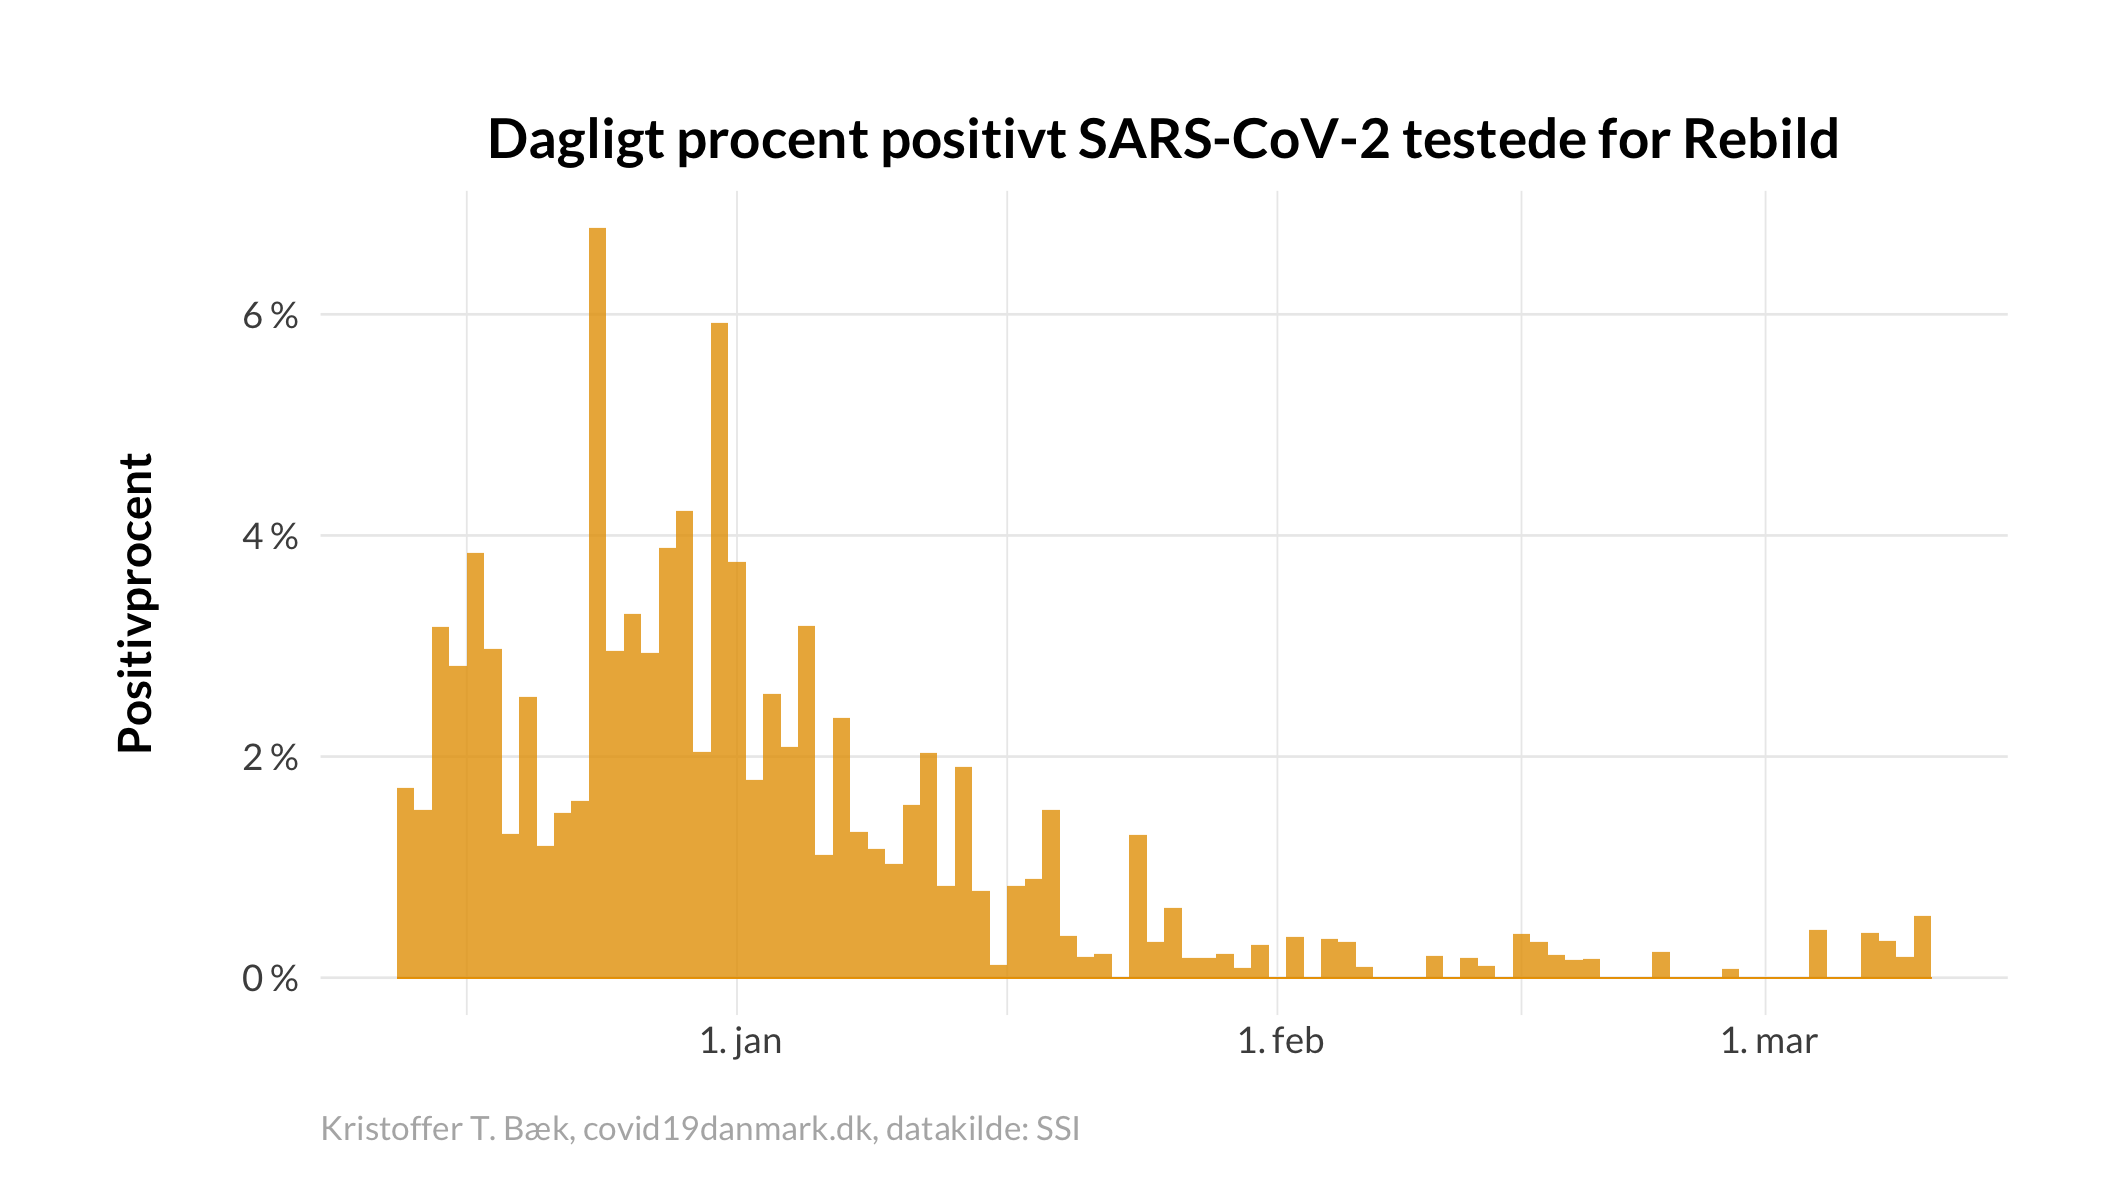 Dagligt procent positivt SARS-CoV-2 testede for Rebild
Positivprocent
6 %
4 %
2 %
0 %
1. jan
1. feb
1. mar
Kristoffer T. Bæk, covid19danmark.dk, datakilde: SSI